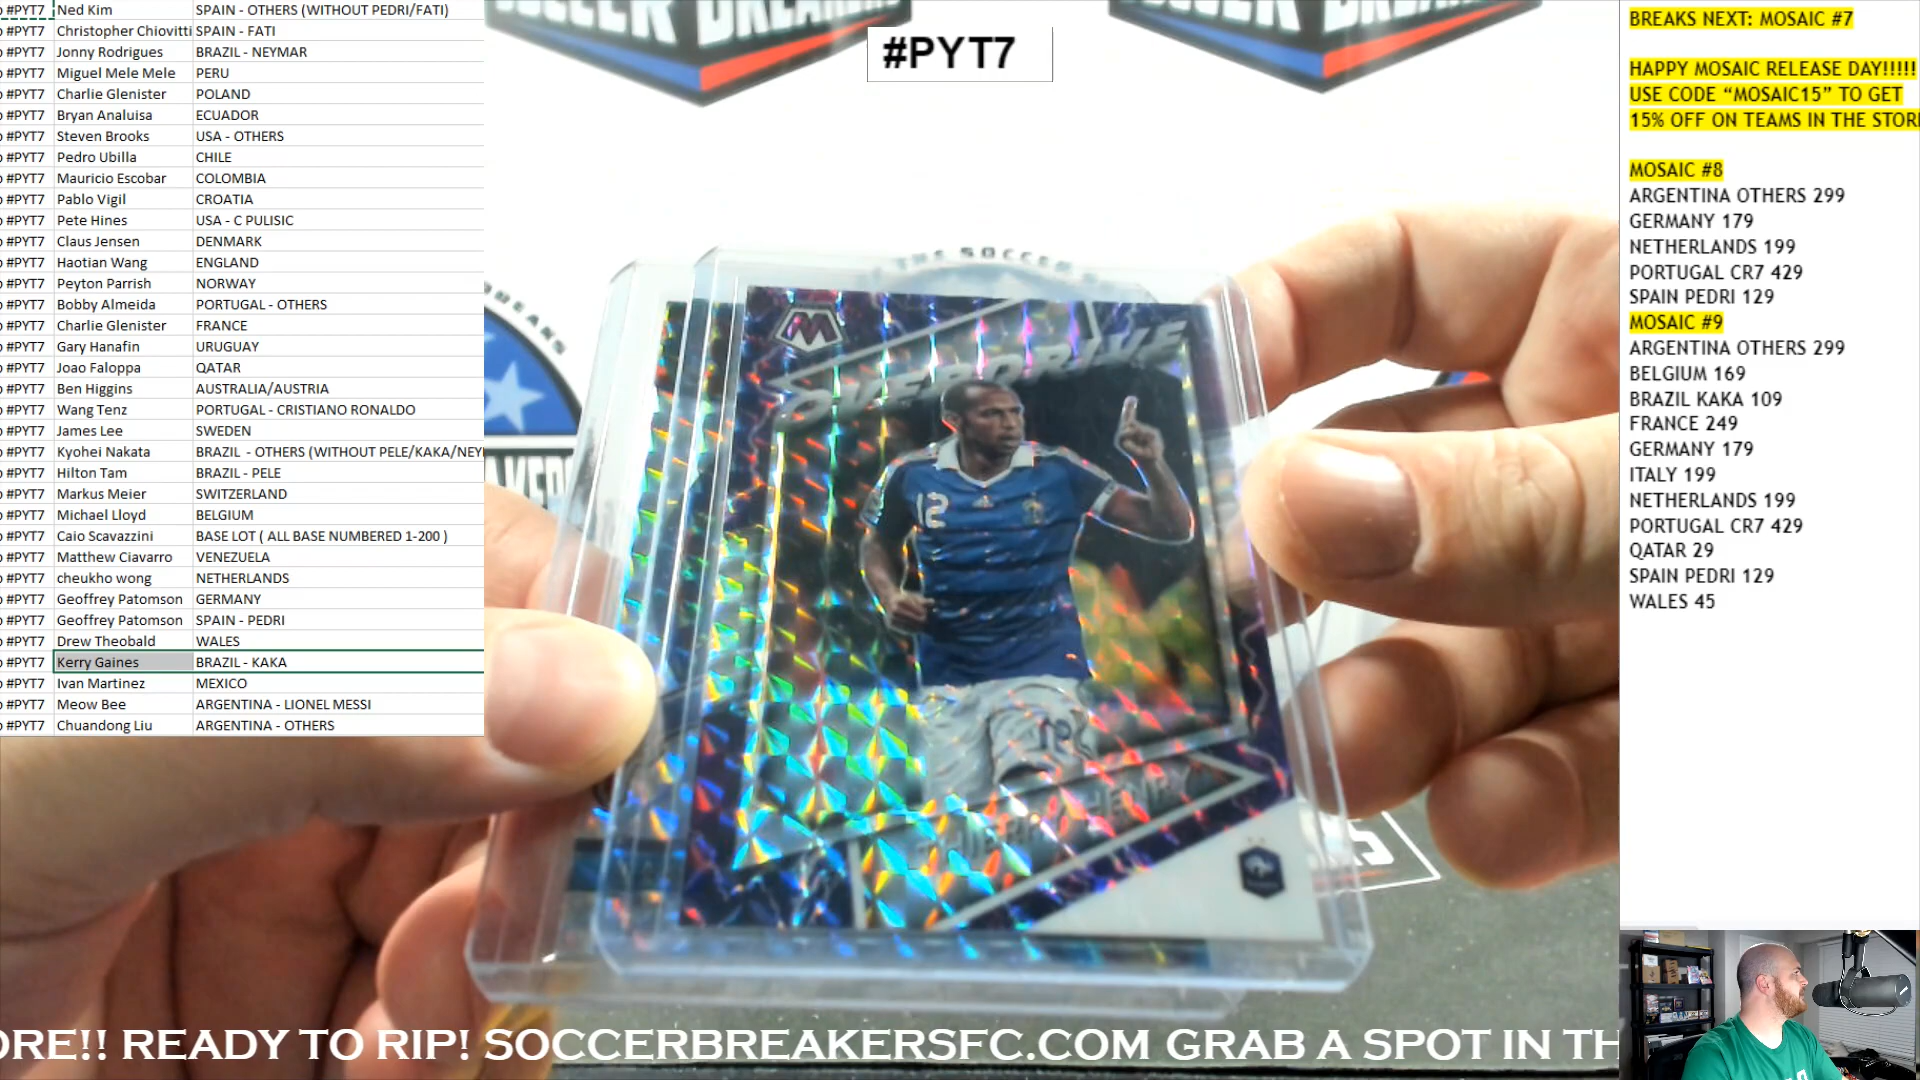 #PYT7 Ned Kim SPAIN - OTHERS (WITHOUT PEDRI/FATI)
#PYT7 Christopher Chiovitti SPAIN - FATI
#PYT7 Jonny Rodrigues BRAZIL - NEYMAR
#PYT7 Miguel Mele Mele PERU
#PYT7 Charlie Glenister POLAND
#PYT7 Bryan Analuisa ECUADOR
#PYT7 Steven Brooks USA - OTHERS
#PYT7 Pedro Ubilla CHILE
#PYT7 Mauricio Escobar COLOMBIA
#PYT7 Pablo Vigil CROATIA
#PYT7 Pete Hines USA - C PULISIC
#PYT7 Claus Jensen DENMARK
#PYT7 Haotian Wang ENGLAND
#PYT7 Peyton Parrish NORWAY
#PYT7 Bobby Almeida PORTUGAL - OTHERS
#PYT7 Charlie Glenister FRANCE
#PYT7 Gary Hanafin URUGUAY
#PYT7 Joao Faloppa QATAR
#PYT7 Ben Higgins AUSTRALIA/AUSTRIA
#PYT7 Wang Tenz PORTUGAL - CRISTIANO RONALDO
#PYT7 James Lee SWEDEN
#PYT7 Kyohei Nakata BRAZIL - OTHERS (WITHOUT PELE/KAKA/NEY
#PYT7 Hilton Tam BRAZIL - PELE
#PYT7 Markus Meier SWITZERLAND
#PYT7 Michael Lloyd BELGIUM
#PYT7 Caio Scavazzini BASE LOT ( ALL BASE NUMBERED 1-200 )
#PYT7 Matthew Ciavarro VENEZUELA
#PYT7 cheukho wong NETHERLANDS
#PYT7 Geoffrey Patomson GERMANY
#PYT7 Geoffrey Patomson SPAIN - PEDRI
#PYT7 Drew Theobald WALES
#PYT7 Kerry Gaines BRAZIL - KAKA
#PYT7 Ivan Martinez MEXICO
#PYT7 Meow Bee ARGENTINA - LIONEL MESSI
#PYT7 Chuandong Liu ARGENTINA - OTHERS
#PYT7
THE SOCCER
OVERDRIVE
12
12
HENRY
BREAKS NEXT: MOSAIC #7
HAPPY MOSAIC RELEASE DAY!!!!!
USE CODE “MOSAIC15” TO GET
15% OFF ON TEAMS IN THE STOR
MOSAIC #8
ARGENTINA OTHERS 299
GERMANY 179
NETHERLANDS 199
PORTUGAL CR7 429
SPAIN PEDRI 129
MOSAIC #9
ARGENTINA OTHERS 299
BELGIUM 169
BRAZIL KAKA 109
FRANCE 249
GERMANY 179
ITALY 199
NETHERLANDS 199
PORTUGAL CR7 429
QATAR 29
SPAIN PEDRI 129
WALES 45
ORE!! READY TO RIP! SOCCERBREAKERSFC.COM GRAB A SPOT IN TH